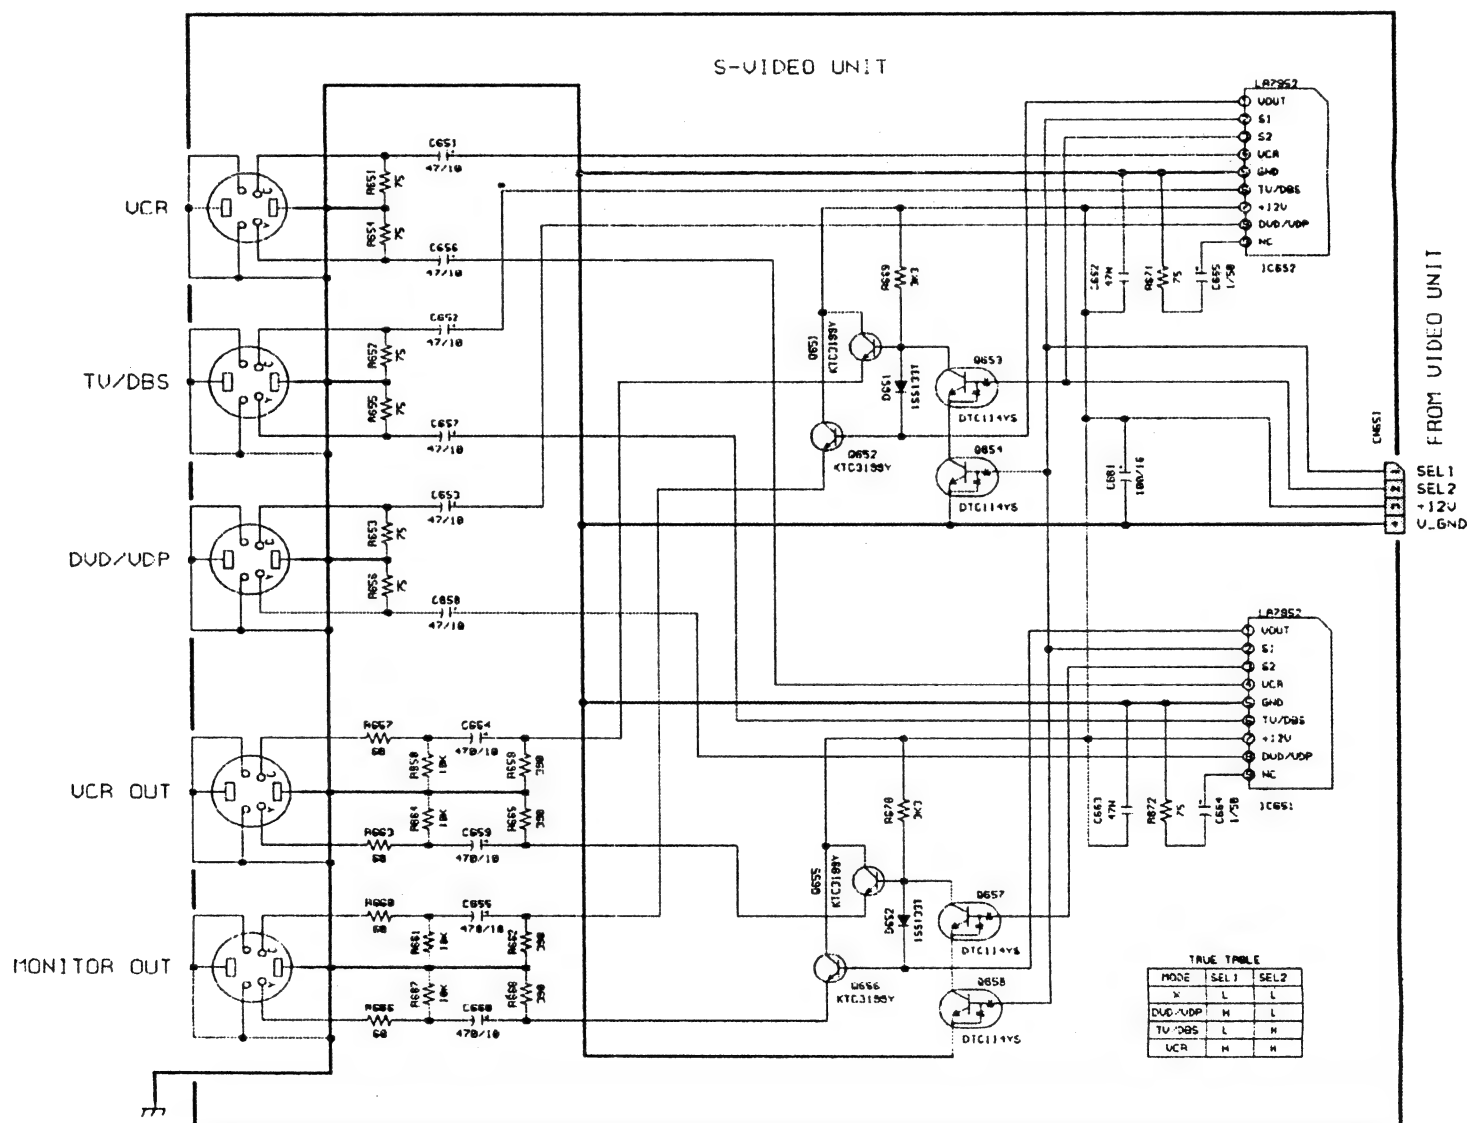 S-VIDEO UNIT
LA7952
VOUT
S1
S2
VCR
GND
TV/DBS
+12V
DVD/VDP
NC
IC652
C651
47/10
R651
75
VCR
R654
75
C656
47/10
R669
3K3
C662
47N
R671
75
C665
1/50
FROM VIDEO UNIT
C652
47/10
R652
75
TV/DBS
R655
75
C657
47/10
Q651
KTC3199Y
D651
1SS133T
Q653
DTC114YS
Q652
KTC3199Y
Q654
DTC114YS
C681
100/16
CN651
1 SEL1
2 SEL2
3 +12V
4 V_GND
C653
47/10
R653
75
DVD/VDP
R656
75
C658
47/10
LA7952
VOUT
S1
S2
VCR
GND
TV/DBS
+12V
DVD/VDP
NC
IC651
R657
68
C654
470/10
R658
10K
R659
390
VCR OUT
R664
10K
R665
390
R663
68
C659
470/10
R670
3K3
C663
47N
R672
75
C664
1/50
R660
68
C655
470/10
R661
10K
R662
390
MONITOR OUT
R667
10K
R668
390
R666
68
C660
470/10
Q655
KTC3199Y
D652
1SS133T
Q657
DTC114YS
Q656
KTC3199Y
Q658
DTC114YS
TRUE TABLE
MODE SEL1 SEL2
X L L
DVD/VDP H L
TV/DBS L H
VCR H H